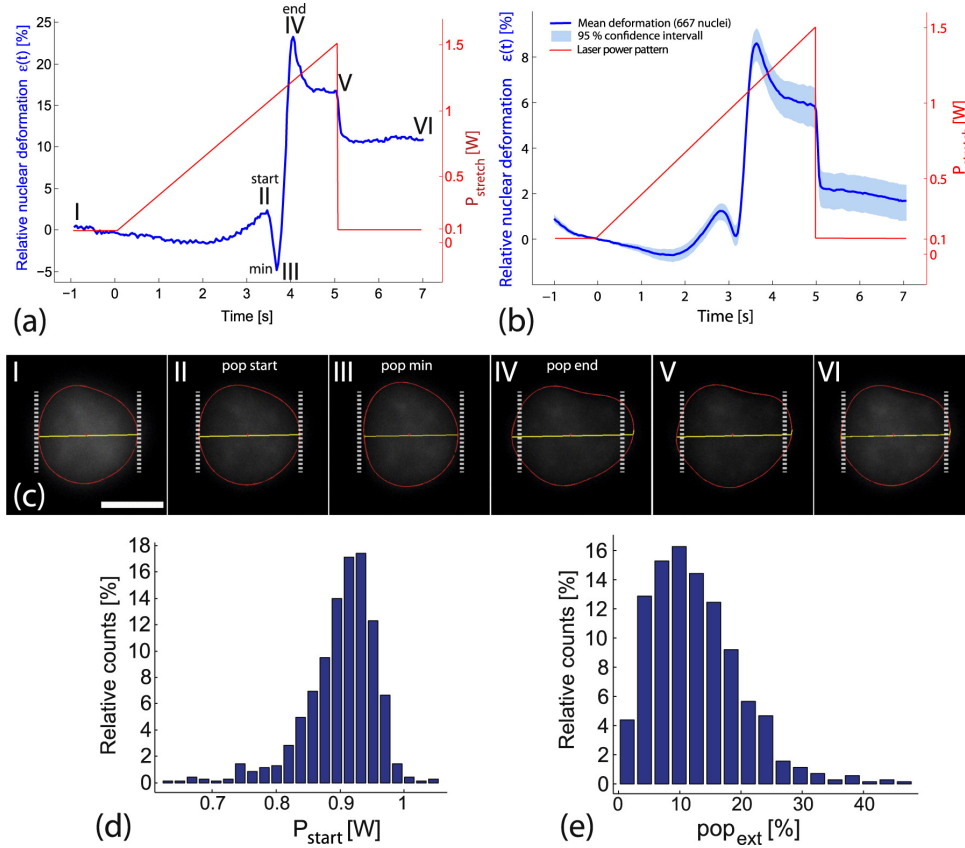 Relative nuclear deformation ε(t) [%]
25
20
15
10
5
0
−5
−1 0 1 2 3 4 5 6 7
Time [s]
1.5
1
0.5
0.1
0
P_stretch [W]
I
start
II
min
III
end
IV
V
VI
(a)
Relative nuclear deformation ε(t) [%]
8
6
4
2
0
−1 0 1 2 3 4 5 6 7
Time [s]
1.5
1
0.5
0.1
0
P_stretch [W]
Mean deformation (667 nuclei)
95 % confidence intervall
Laser power pattern
(b)
I
II pop start
III pop min
IV pop end
V
VI
(c)
Relative counts [%]
18
16
14
12
10
8
6
4
2
0
0.7 0.8 0.9 1
P_start [W]
(d)
Relative counts [%]
16
14
12
10
8
6
4
2
0
0 10 20 30 40
pop_ext [%]
(e)